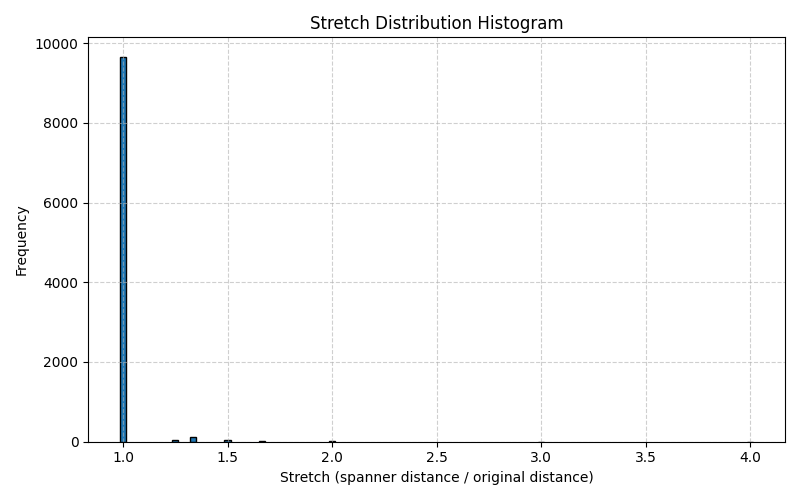 Stretch Distribution Histogram
10000
8000
6000
4000
2000
0
Frequency
1.0 1.5 2.0 2.5 3.0 3.5 4.0
Stretch (spanner distance / original distance)